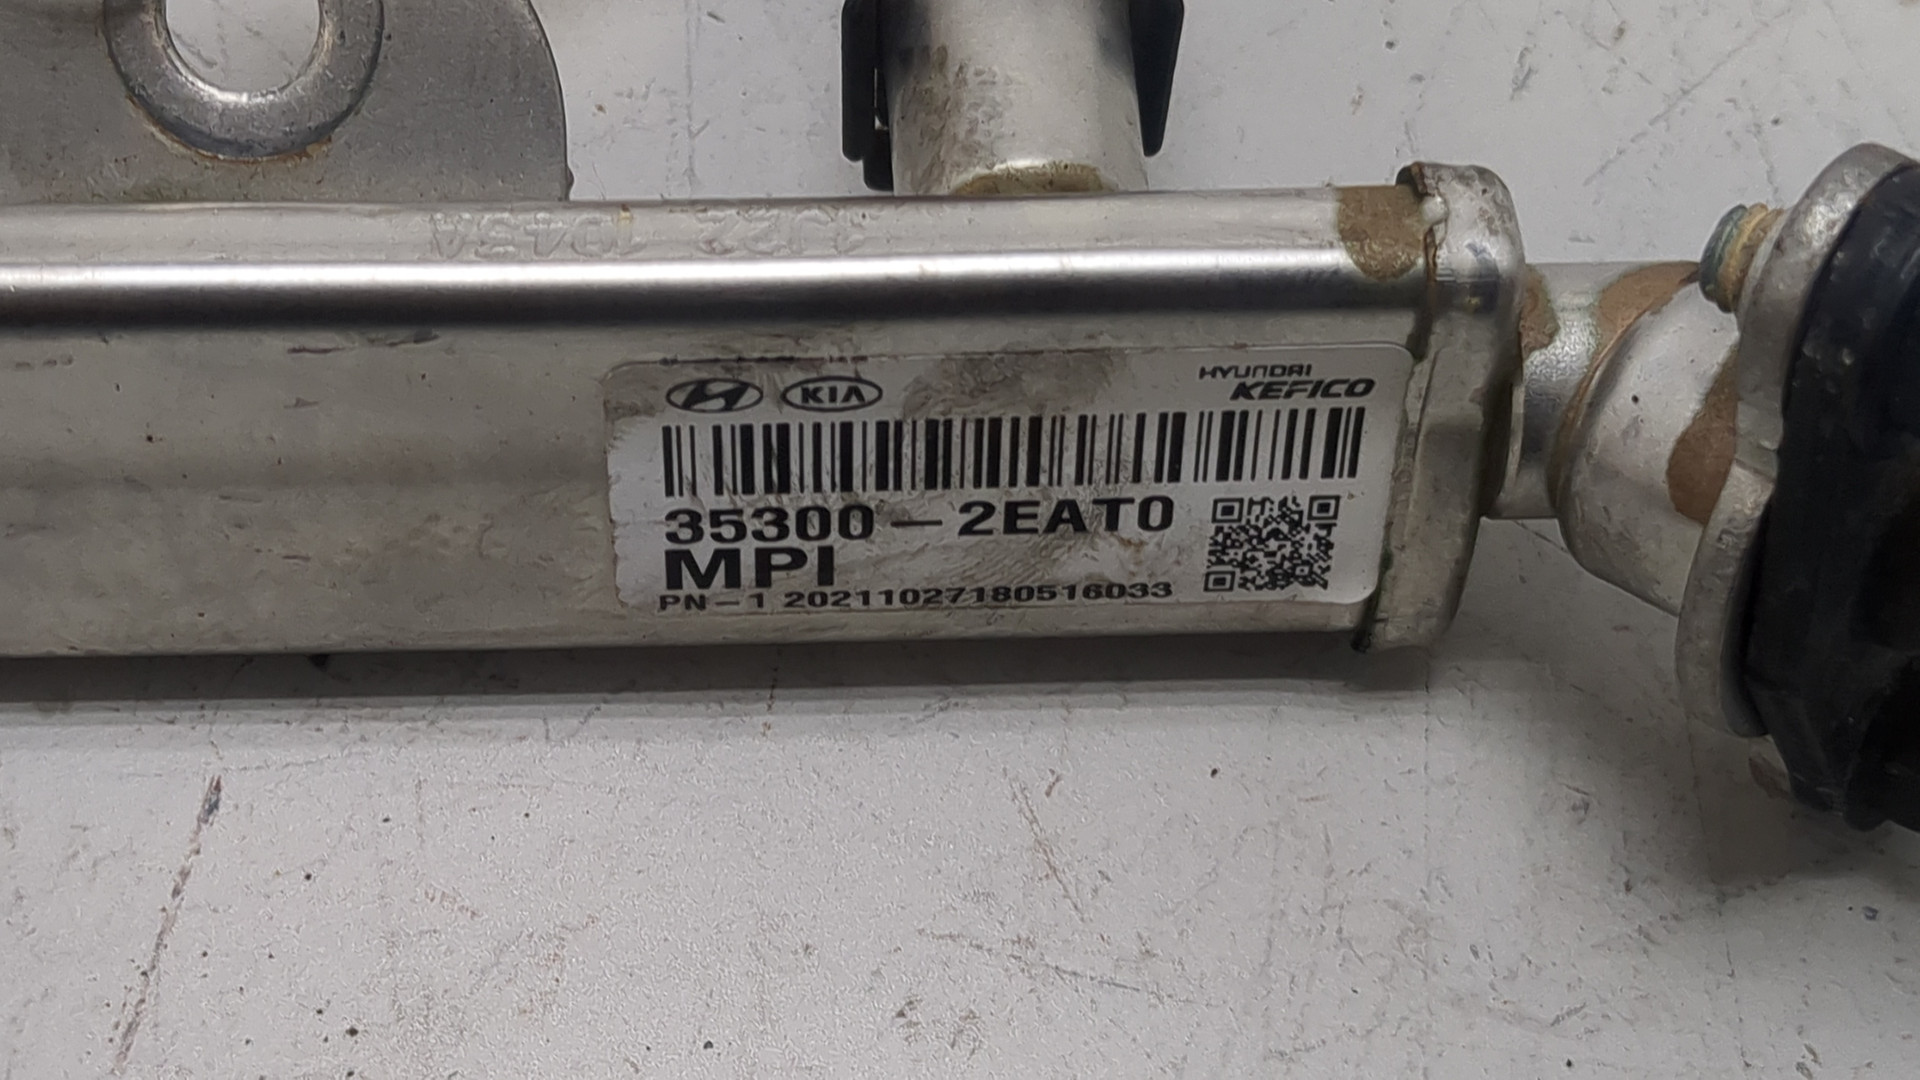 KIA
HYUNDAI
KEFICO
35300-2EAT0
MPI
PN-1 20211027180516033